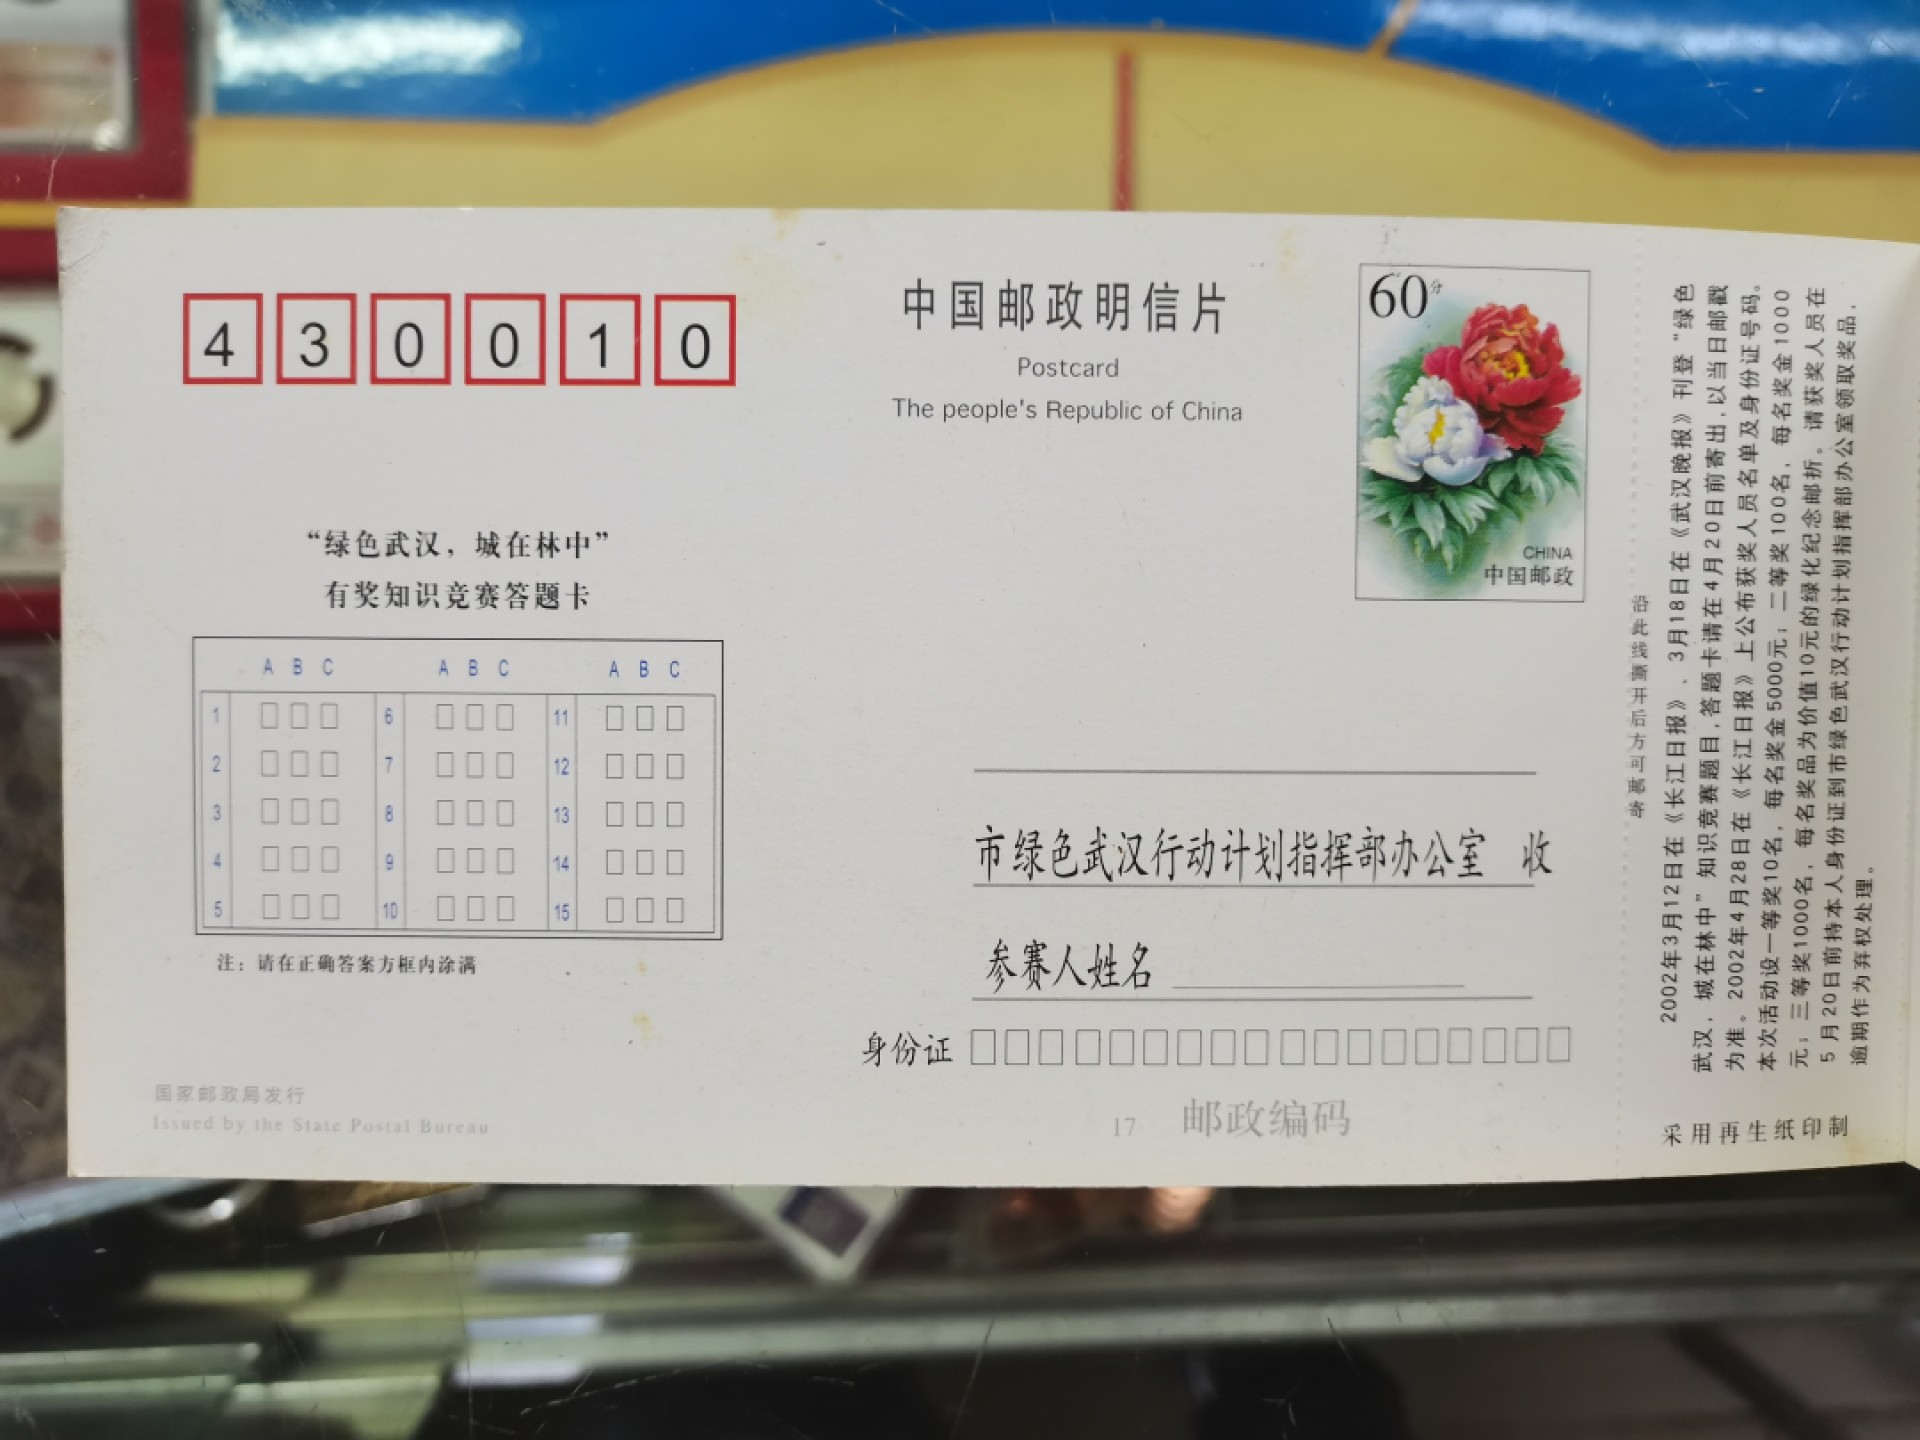 430010
中国邮政明信片
Postcard
The people's Republic of China
60分
CHINA
中国邮政
“绿色武汉，城在林中”
有奖知识竞赛答题卡
A B C A B C A B C
1 6 11
2 7 12
3 8 13
4 9 14
5 10 15
注：请在正确答案方框内涂满
市绿色武汉行动计划指挥部办公室 收
参赛人姓名
身份证
国家邮政局发行
Issued by the State Postal Bureau
17 邮政编码
沿此线撕开后方可寄
2002年3月12日在《长江日报》、3月18日在《武汉晚报》刊登“绿色
武汉，城在林中”知识竞赛题目，答题卡请在4月20日前寄出，以当日邮戳
为准。2002年4月28日在《长江日报》上公布获奖人员名单及身份证号码。
本次活动设一等奖10名，每名奖金5000元；二等奖100名，每名奖金1000
元；三等奖1000名，每名奖品为价值10元的绿化纪念邮折。请获奖人员在
5月20日前持本人身份证到市绿色武汉行动计划指挥部办公室领取奖品，
逾期作为弃权处理。
采用再生纸印制